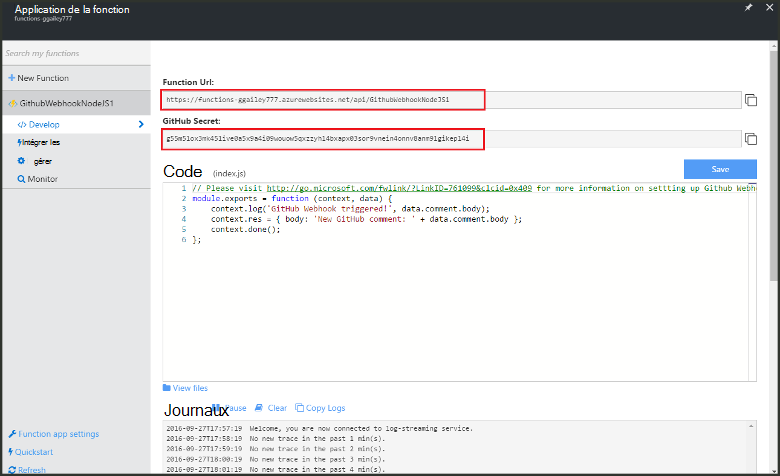 Application de la fonction
functions-ggailey777
Search my functions
New Function
GithubWebhookNodeJS1
</> Develop
Intégrer les
gérer
Monitor
Function app settings
Quickstart
Refresh
Function Url:
https://functions-ggailey777.azurewebsites.net/api/GithubWebhookNodeJS1
GitHub Secret:
Code (index.js)
Save
1 // Please visit http://go.microsoft.com/fwlink/?LinkID=761099&clcid=0x409 for more information on settting up Github Webh
2 module.exports = function (context, data) {
3 context.log('GitHub Webhook triggered!', data.comment.body);
4 context.res = { body: 'New GitHub comment: ' + data.comment.body };
5 context.done();
6 };
View files
Journaux Pause Clear Copy Logs
2016-09-27T17:57:19 Welcome, you are now connected to log-streaming service.
2016-09-27T17:58:19 No new trace in the past 1 min(s).
2016-09-27T17:59:19 No new trace in the past 2 min(s).
2016-09-27T18:00:19 No new trace in the past 3 min(s).
2016-09-27T18:01:19 No new trace in the past 4 min(s).